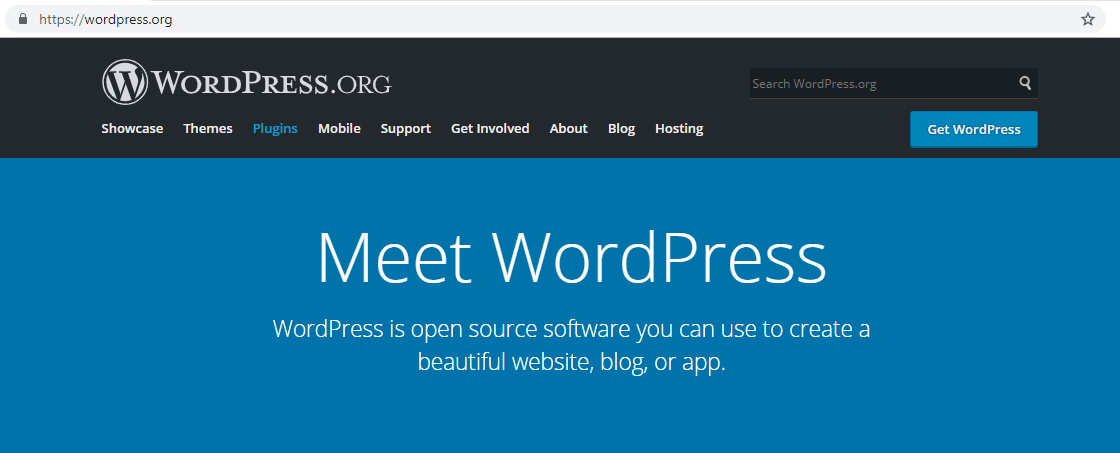 https://wordpress.org
WORDPRESS.ORG
Search WordPress.org
Showcase Themes Plugins Mobile Support Get Involved About Blog Hosting
Get WordPress
Meet WordPress
WordPress is open source software you can use to create a
beautiful website, blog, or app.